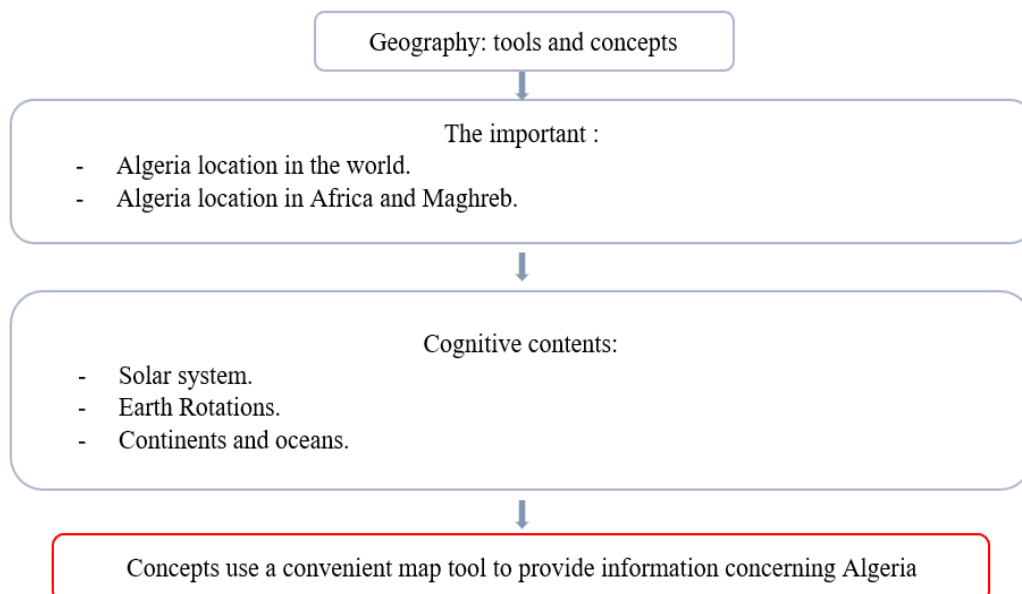 Geography: tools and concepts
The important :
- Algeria location in the world.
- Algeria location in Africa and Maghreb.
Cognitive contents:
- Solar system.
- Earth Rotations.
- Continents and oceans.
Concepts use a convenient map tool to provide information concerning Algeria